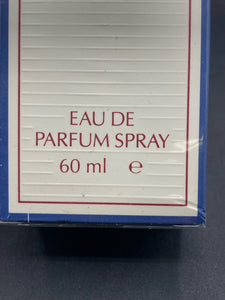 EAU DE
PARFUM SPRAY
60 ml ℮